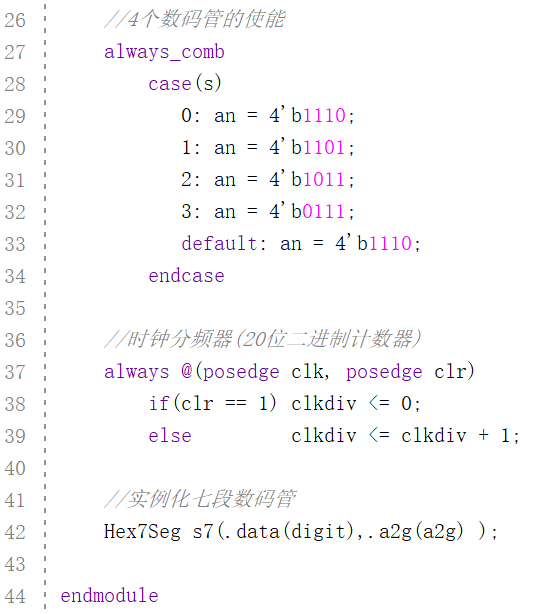 26 //4个数码管的使能
27 always_comb
28 case(s)
29 0: an = 4'b1110;
30 1: an = 4'b1101;
31 2: an = 4'b1011;
32 3: an = 4'b0111;
33 default: an = 4'b1110;
34 endcase
35
36 //时钟分频器(20位二进制计数器)
37 always @(posedge clk, posedge clr)
38 if(clr == 1) clkdiv <= 0;
39 else clkdiv <= clkdiv + 1;
40
41 //实例化七段数码管
42 Hex7Seg s7(.data(digit),.a2g(a2g) );
43
44 endmodule